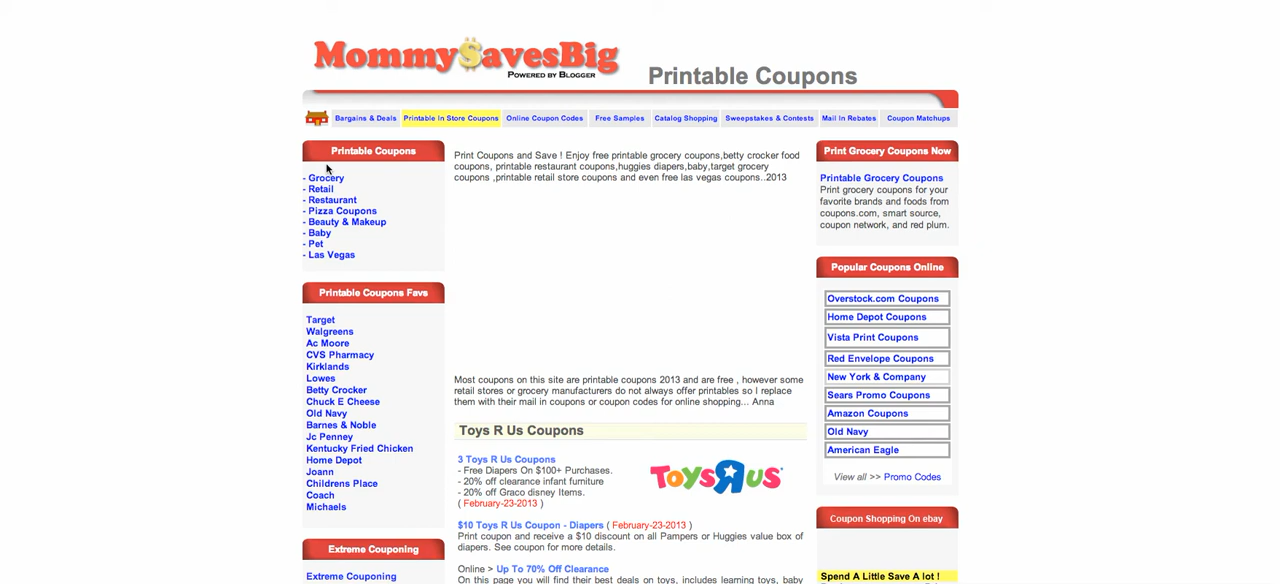 Mommy$avesBig
POWERED BY BLOGGER
Printable Coupons
Bargains & Deals
Printable In Store Coupons
Online Coupon Codes
Free Samples
Catalog Shopping
Sweepstakes & Contests
Mail In Rebates
Coupon Matchups
Printable Coupons
- Grocery
- Retail
- Restaurant
- Pizza Coupons
- Beauty & Makeup
- Baby
- Pet
- Las Vegas
Printable Coupons Favs
Target
Walgreens
Ac Moore
CVS Pharmacy
Kirklands
Lowes
Betty Crocker
Chuck E Cheese
Old Navy
Barnes & Noble
Jc Penney
Kentucky Fried Chicken
Home Depot
Joann
Childrens Place
Coach
Michaels
Extreme Couponing
Extreme Couponing
Print Coupons and Save ! Enjoy free printable grocery coupons,betty crocker food
coupons, printable restaurant coupons,huggies diapers,baby,target grocery
coupons ,printable retail store coupons and even free las vegas coupons..2013
Most coupons on this site are printable coupons 2013 and are free , however some
retail stores or grocery manufacturers do not always offer printables so I replace
them with their mail in coupons or coupon codes for online shopping... Anna
Toys R Us Coupons
3 Toys R Us Coupons
- Free Diapers On $100+ Purchases.
- 20% off clearance infant furniture
- 20% off Graco disney Items.
( February-23-2013 )
TOYSRUS
$10 Toys R Us Coupon - Diapers ( February-23-2013 )
Print coupon and receive a $10 discount on all Pampers or Huggies value box of
diapers. See coupon for more details.
Online > Up To 70% Off Clearance
On this page you will find their best deals on toys, includes learning toys, baby
Print Grocery Coupons Now
Printable Grocery Coupons
Print grocery coupons for your
favorite brands and foods from
coupons.com, smart source,
coupon network, and red plum.
Popular Coupons Online
Overstock.com Coupons
Home Depot Coupons
Vista Print Coupons
Red Envelope Coupons
New York & Company
Sears Promo Coupons
Amazon Coupons
Old Navy
American Eagle
View all >> Promo Codes
Coupon Shopping On ebay
Spend A Little Save A lot !